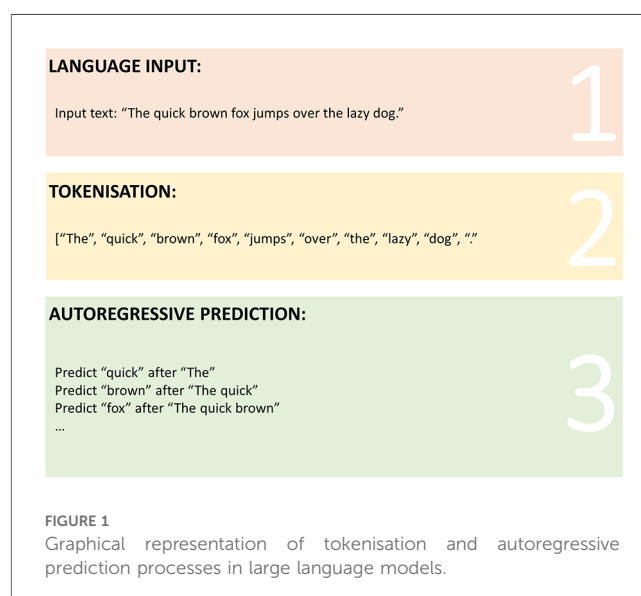 LANGUAGE INPUT:
Input text: “The quick brown fox jumps over the lazy dog.”
1
TOKENISATION:
[“The”, “quick”, “brown”, “fox”, “jumps”, “over”, “the”, “lazy”, “dog”, “.”
2
AUTOREGRESSIVE PREDICTION:
Predict “quick” after “The”
Predict “brown” after “The quick”
Predict “fox” after “The quick brown”
...
3
FIGURE 1
Graphical representation of tokenisation and autoregressive
prediction processes in large language models.